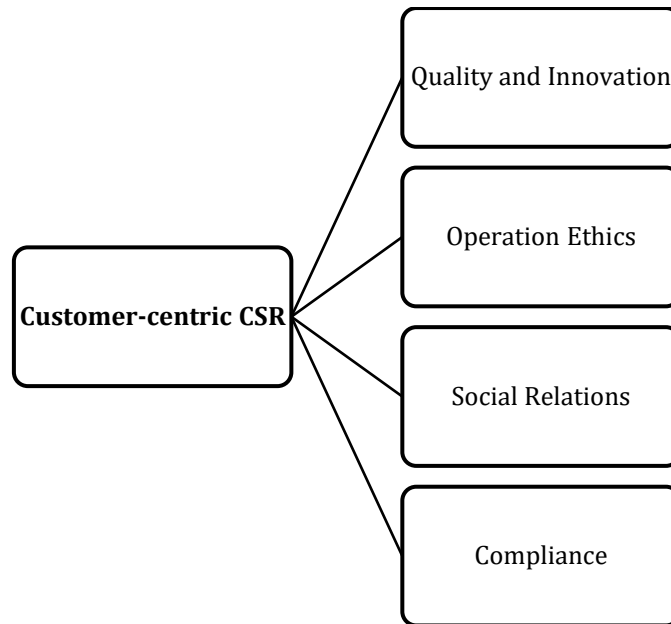 Quality and Innovation
Operation Ethics
Customer-centric CSR
Social Relations
Compliance